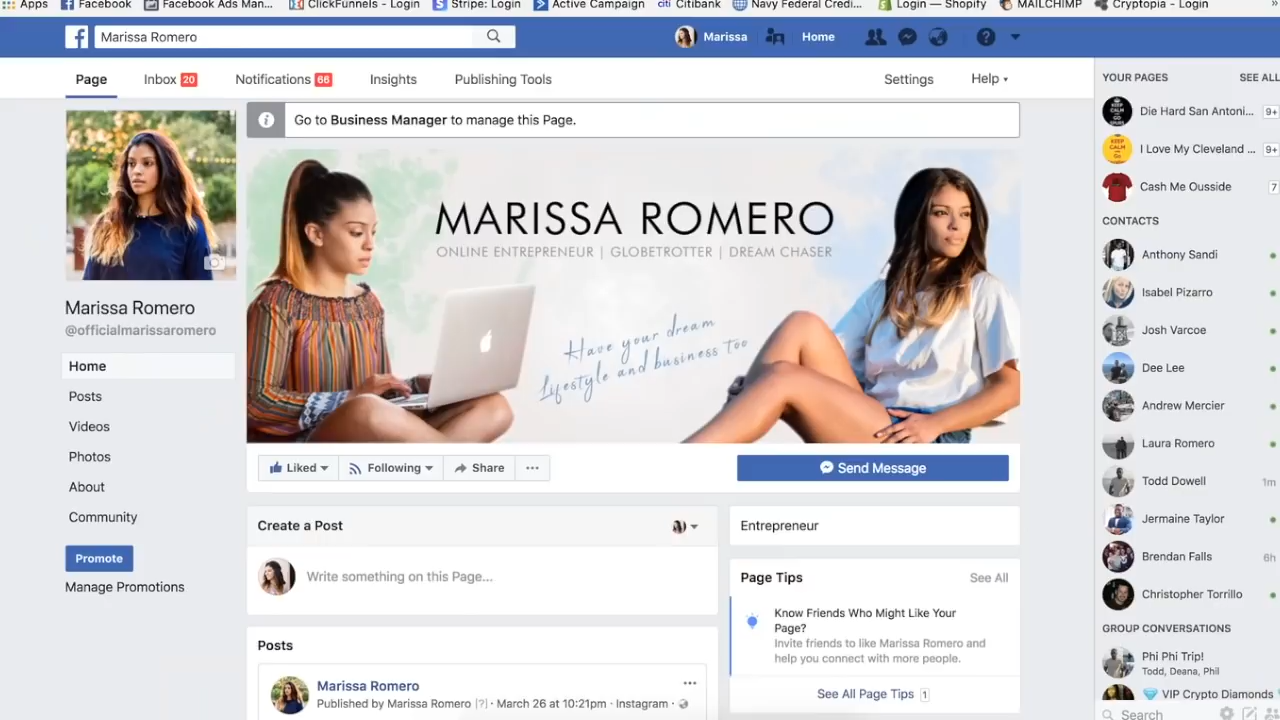 Apps
Facebook
Facebook Ads Man...
ClickFunnels - Login
Stripe: Login
Active Campaign
citi Citibank
Navy Federal Credi...
Login — Shopify
MAILCHIMP
Cryptopia - Login
»
Marissa Romero
Marissa
Home
Page
Inbox 20
Notifications 66
Insights
Publishing Tools
Settings
Help
Go to Business Manager to manage this Page.
MARISSA ROMERO
ONLINE ENTREPRENEUR | GLOBETROTTER | DREAM CHASER
Have your dream
lifestyle and business too
Marissa Romero
@officialmarissaromero
Home
Posts
Videos
Photos
About
Community
Promote
Manage Promotions
Liked
Following
Share
...
Send Message
Create a Post
Write something on this Page...
Posts
Marissa Romero
...
Published by Marissa Romero [?] · March 26 at 10:21pm · Instagram ·
Entrepreneur
Page Tips
See All
Know Friends Who Might Like Your
Page?
Invite friends to like Marissa Romero and
help you connect with more people.
See All Page Tips 1
YOUR PAGES
SEE ALL
Die Hard San Antoni... 9+
I Love My Cleveland ... 9+
Cash Me Ousside 7
CONTACTS
Anthony Sandi
Isabel Pizarro
Josh Varcoe
Dee Lee
Andrew Mercier
Laura Romero
Todd Dowell 1m
Jermaine Taylor
Brendan Falls 6h
Christopher Torrillo
GROUP CONVERSATIONS
Phi Phi Trip!
Todd, Deana, Phil
VIP Crypto Diamonds
Search